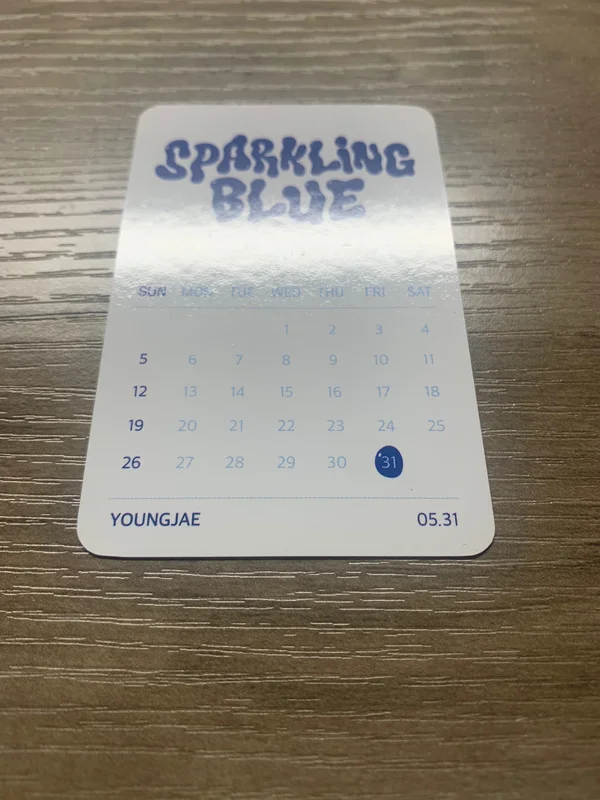 SPARKLiNG
BLUE
SUN MON TUE WED THU FRI SAT
1 2 3 4
5 6 7 8 9 10 11
12 13 14 15 16 17 18
19 20 21 22 23 24 25
26 27 28 29 30 31
YOUNGJAE 05.31